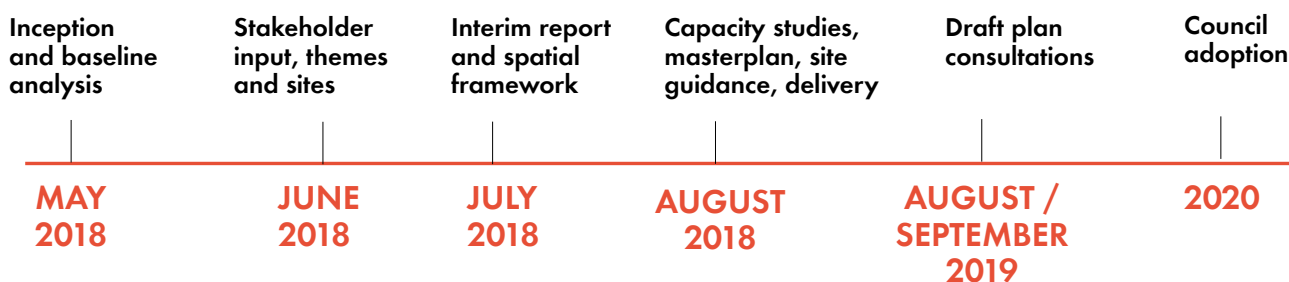 Inception
and baseline
analysis
Stakeholder
input, themes
and sites
Interim report
and spatial
framework
Capacity studies,
masterplan, site
guidance, delivery
Draft plan
consultations
Council
adoption
MAY
2018
JUNE
2018
JULY
2018
AUGUST
2018
AUGUST /
SEPTEMBER
2019
2020